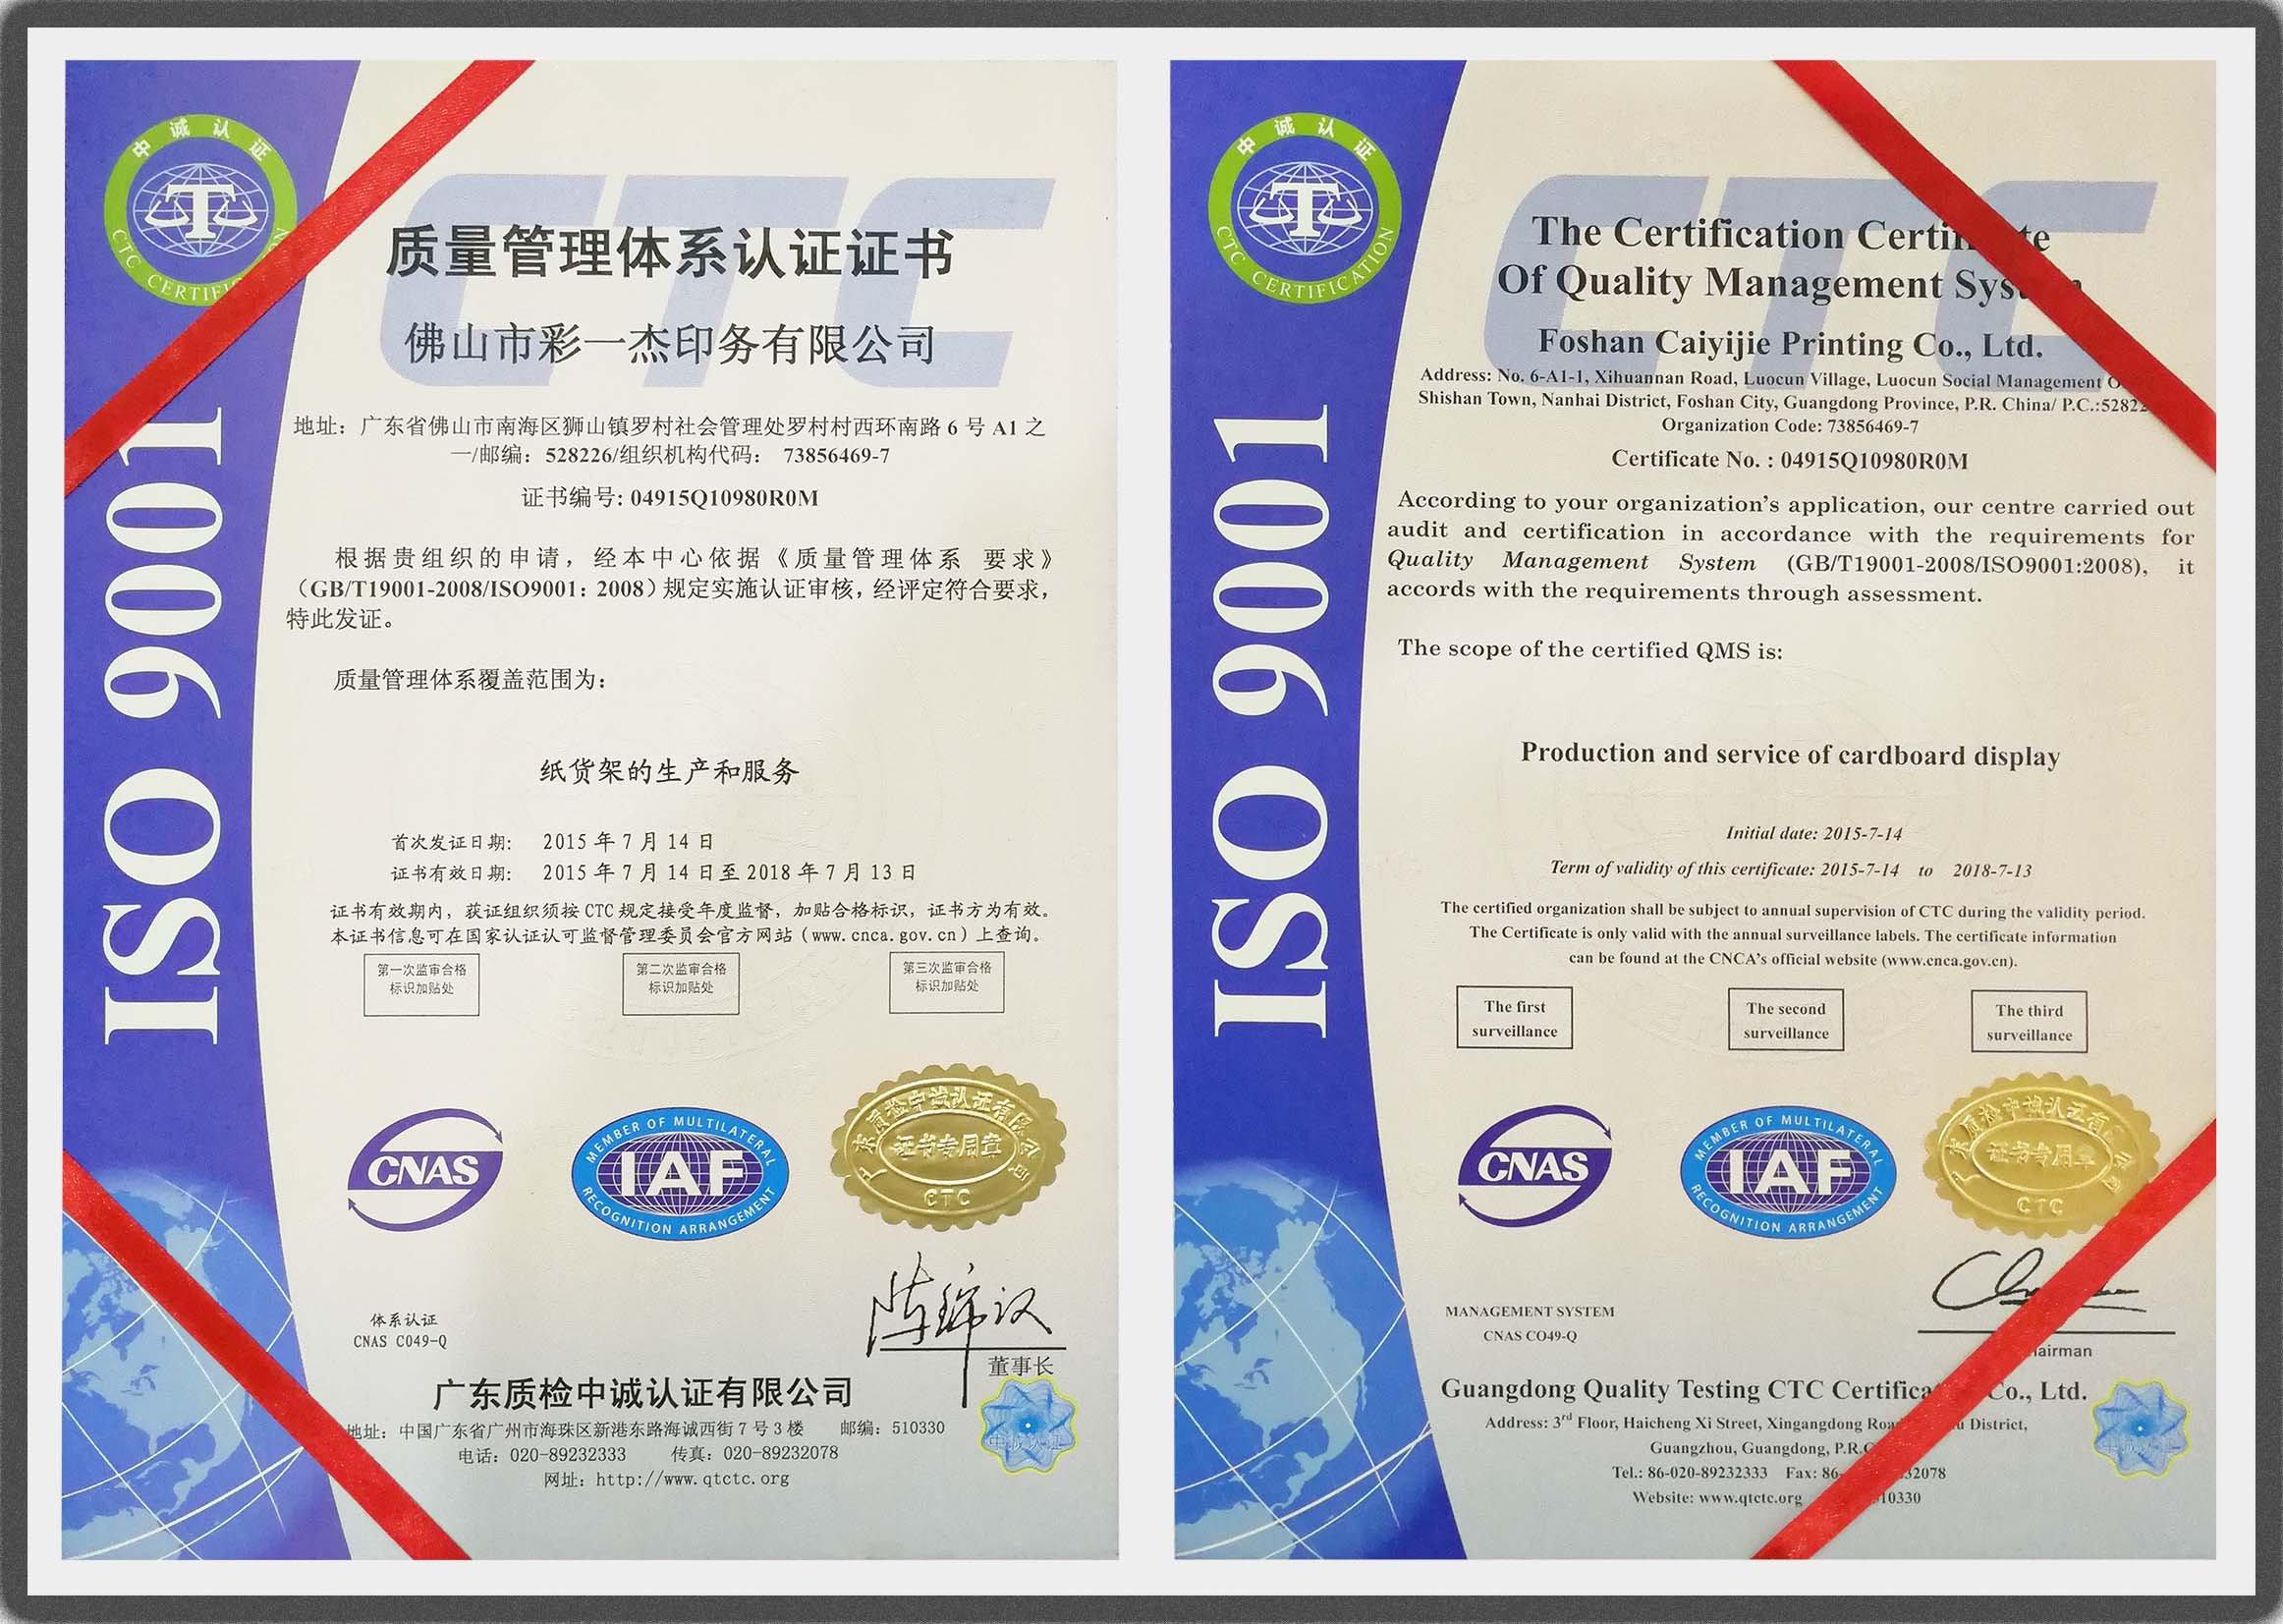 中诚认证
CTC CERTIFI
ISO 9001
CTC
质量管理体系认证证书
佛山市彩一杰印务有限公司
地址：广东省佛山市南海区狮山镇罗村社会管理处罗村村西环南路 6 号 A1 之
一/邮编：528226/组织机构代码： 73856469-7
证书编号: 04915Q10980R0M
根据贵组织的申请，经本中心依据《质量管理体系 要求》
（GB/T19001-2008/ISO9001：2008）规定实施认证审核，经评定符合要求，
特此发证。
质量管理体系覆盖范围为：
纸货架的生产和服务
首次发证日期： 2015 年 7 月 14 日
证书有效日期： 2015 年 7 月 14 日至 2018 年 7 月 13 日
证书有效期内，获证组织须按 CTC 规定接受年度监督，加贴合格标识，证书方为有效。
本证书信息可在国家认证认可监督管理委员会官方网站（www.cnca.gov.cn）上查询。
第一次监审合格
标识加贴处
第二次监审合格
标识加贴处
第三次监审合格
标识加贴处
CNAS
MEMBER OF MULTILATERAL
IAF
RECOGNITION ARRANGEMENT
广东质检中诚认证有限公司
证书专用章
CTC
体系认证
CNAS C049-Q
董事长
广东质检中诚认证有限公司
地址：中国广东省广州市海珠区新港东路海诚西街 7 号 3 楼 邮编：510330
电话：020-89232333 传真：020-89232078
网址：http://www.qtctc.org
中诚认证
CTC CERTIFICATION
ISO 9001
CTC
The Certification
Of Quality Management
Foshan Caiyijie Printing Co., Ltd.
Address: No. 6-A1-1, Xihuannan Road, Luocun Village, Luocun Social Management
Shishan Town, Nanhai District, Foshan City, Guangdong Province, P.R. China/ P.C.:5282
Organization Code: 73856469-7
Certificate No. : 04915Q10980R0M
According to your organization's application, our centre carried out
audit and certification in accordance with the requirements for
Quality Management System (GB/T19001-2008/ISO9001:2008), it
accords with the requirements through assessment.
The scope of the certified QMS is:
Production and service of cardboard display
Initial date: 2015-7-14
Term of validity of this certificate: 2015-7-14 to 2018-7-13
The certified organization shall be subject to annual supervision of CTC during the validity period.
The Certificate is only valid with the annual surveillance labels. The certificate information
can be found at the CNCA's official website (www.cnca.gov.cn).
The first
surveillance
The second
surveillance
The third
surveillance
CNAS
MEMBER OF MULTILATERAL
IAF
RECOGNITION ARRANGEMENT
广东质检中诚认证有限公司
证书专用章
CTC
MANAGEMENT SYSTEM
CNAS CO49-Q
airman
Guangdong Quality Testing CTC Certifica Co., Ltd.
Address: 3rd Floor, Haicheng Xi Street, Xingangdong Roa District,
Guangzhou, Guangdong, P.R.
Tel.: 86-020-89232333 Fax: 86- 32078
Website: www.qtctc.org 10330